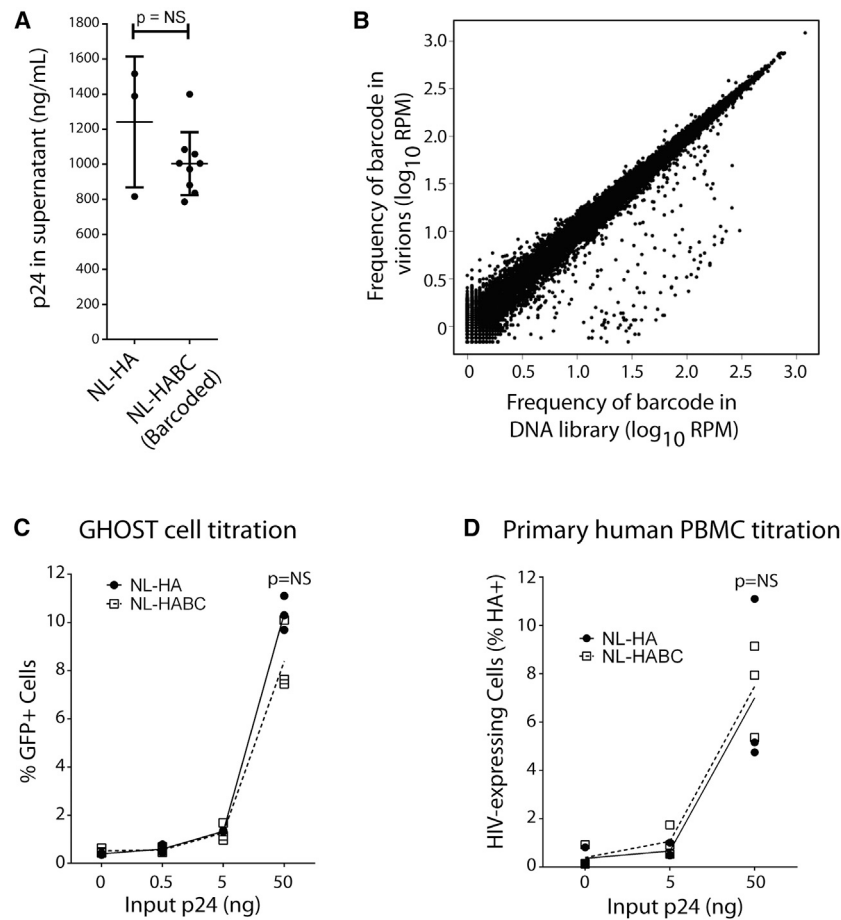 A
p = NS
p24 in supernatant (ng/mL)
1800
1600
1400
1200
1000
800
600
400
200
0
NL-HA
NL-HABC
(Barcoded)
B
Frequency of barcode in
virions (log10 RPM)
3.0
2.5
2.0
1.5
1.0
0.5
0
0 0.5 1.0 1.5 2.0 2.5 3.0
Frequency of barcode in
DNA library (log10 RPM)
C GHOST cell titration
% GFP+ Cells
12
10
8
6
4
2
0
NL-HA
NL-HABC
p=NS
0 0.5 5 50
Input p24 (ng)
D Primary human PBMC titration
HIV-expressing Cells (% HA+)
12
10
8
6
4
2
0
NL-HA
NL-HABC
p=NS
0 5 50
Input p24 (ng)